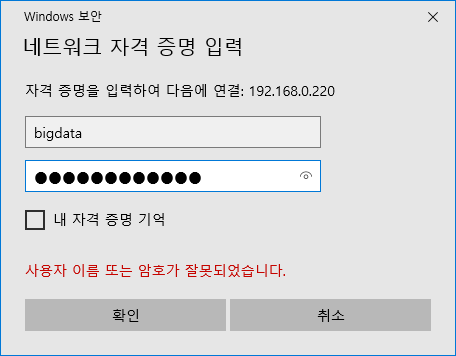 Windows 보안
네트워크 자격 증명 입력
자격 증명을 입력하여 다음에 연결: 192.168.0.220
bigdata
●●●●●●●●●●●●
내 자격 증명 기억
사용자 이름 또는 암호가 잘못되었습니다.
확인
취소